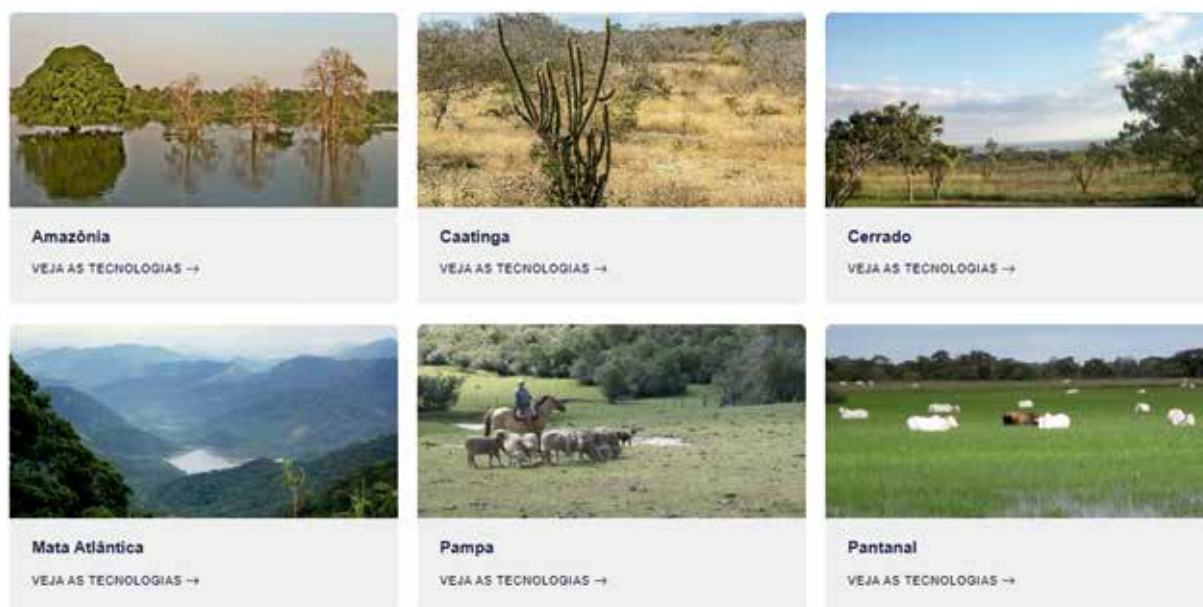 Amazônia
VEJA AS TECNOLOGIAS →
Caatinga
VEJA AS TECNOLOGIAS →
Cerrado
VEJA AS TECNOLOGIAS →
Mata Atlântica
VEJA AS TECNOLOGIAS →
Pampa
VEJA AS TECNOLOGIAS →
Pantanal
VEJA AS TECNOLOGIAS →